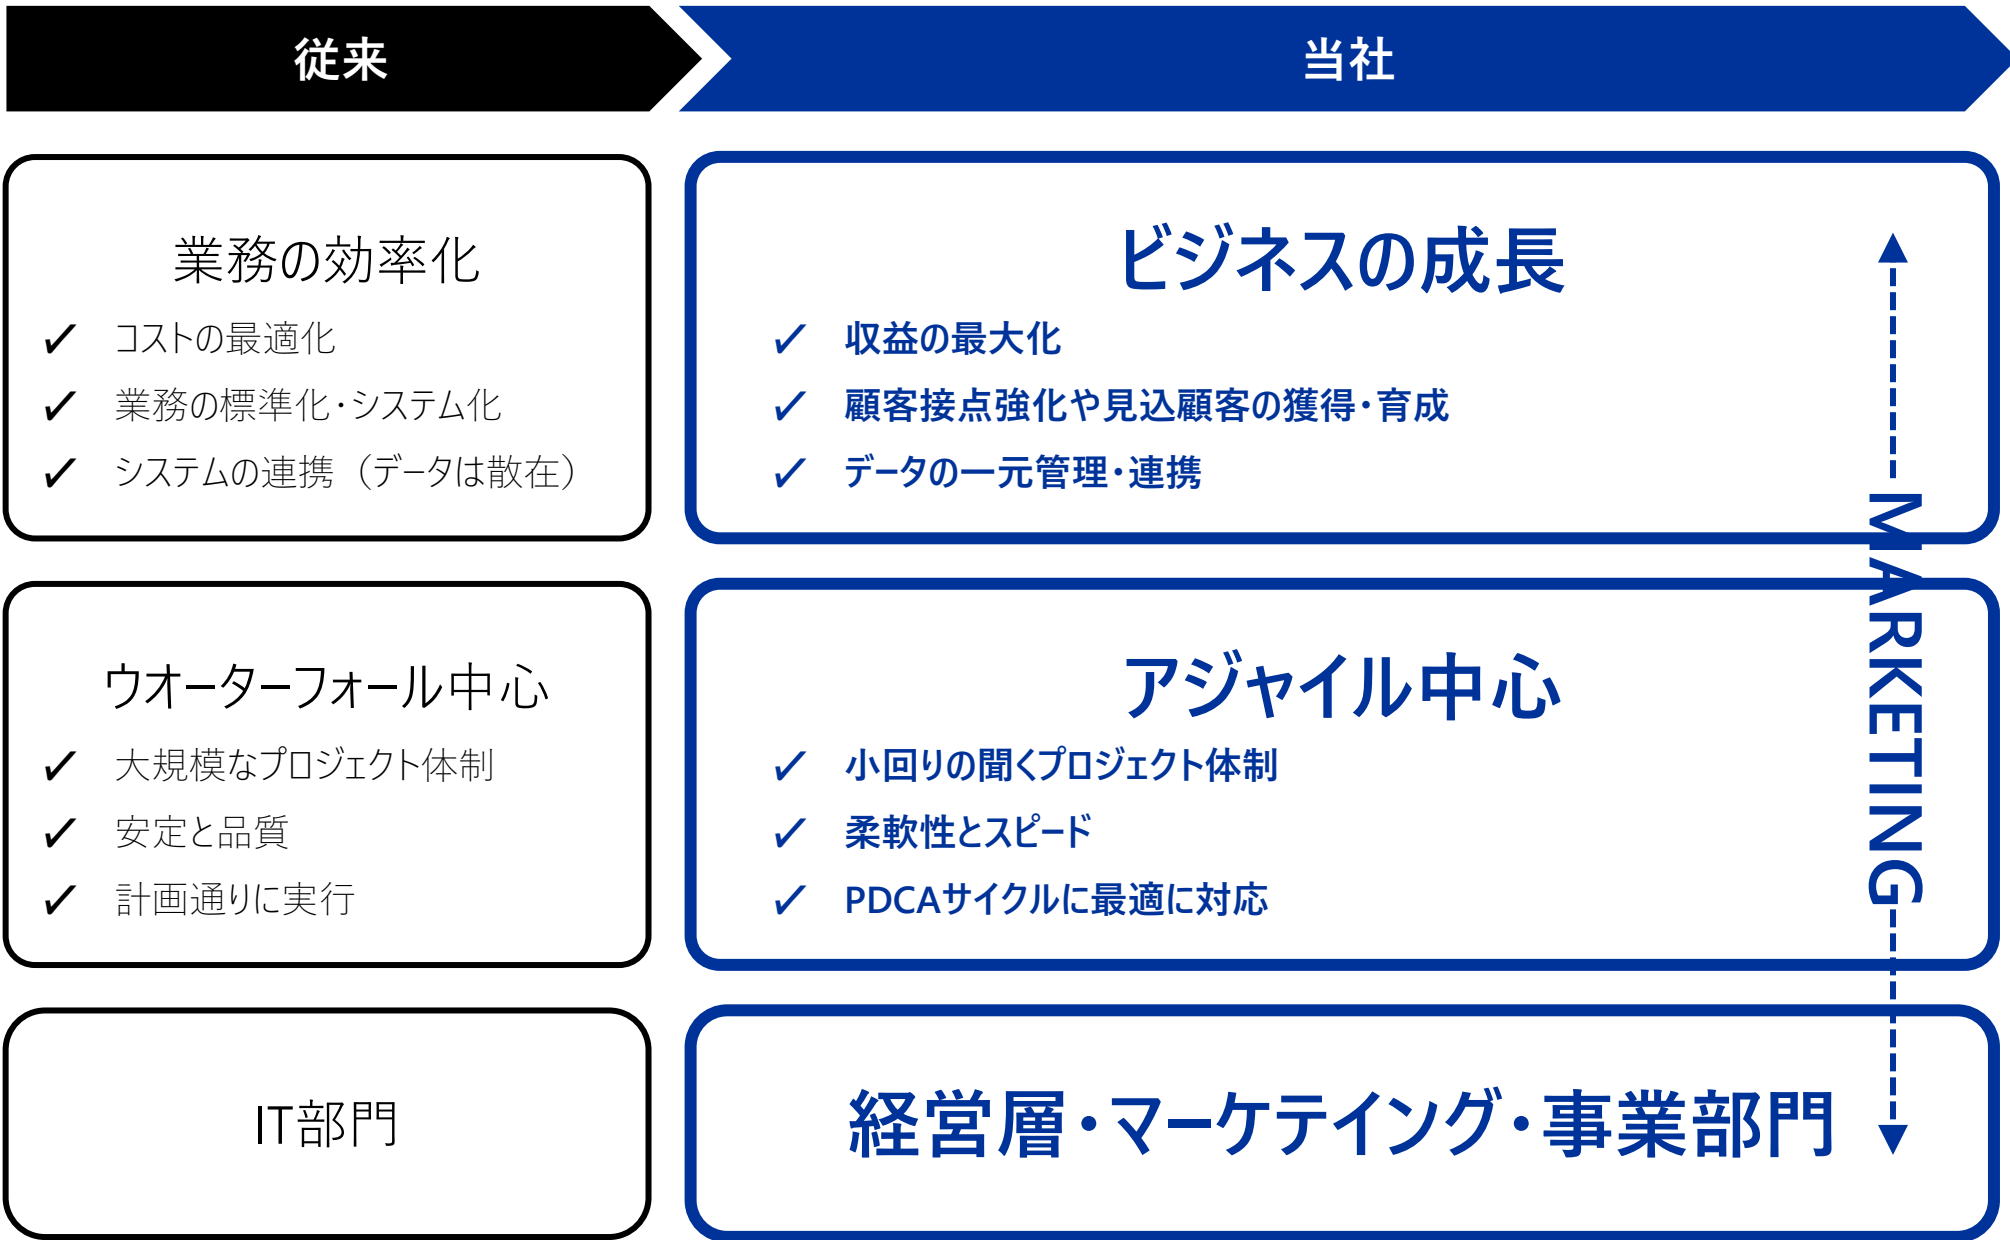 従来
当社
業務の効率化
✓ コストの最適化
✓ 業務の標準化・システム化
✓ システムの連携（データは散在）
ビジネスの成長
✓ 収益の最大化
✓ 顧客接点強化や見込顧客の獲得・育成
✓ データの一元管理・連携
ウオーターフォール中心
✓ 大規模なプロジェクト体制
✓ 安定と品質
✓ 計画通りに実行
アジャイル中心
✓ 小回りの聞くプロジェクト体制
✓ 柔軟性とスピード
✓ PDCAサイクルに最適に対応
IT部門
経営層・マーケテイング・事業部門
MARKETING